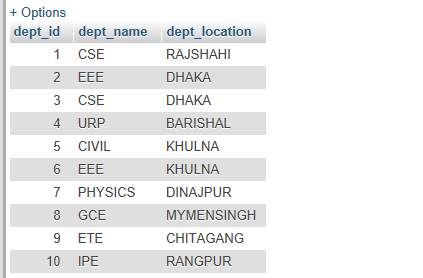 + Options
dept_id dept_name dept_location
1 CSE RAJSHAHI
2 EEE DHAKA
3 CSE DHAKA
4 URP BARISHAL
5 CIVIL KHULNA
6 EEE KHULNA
7 PHYSICS DINAJPUR
8 GCE MYMENSINGH
9 ETE CHITAGANG
10 IPE RANGPUR